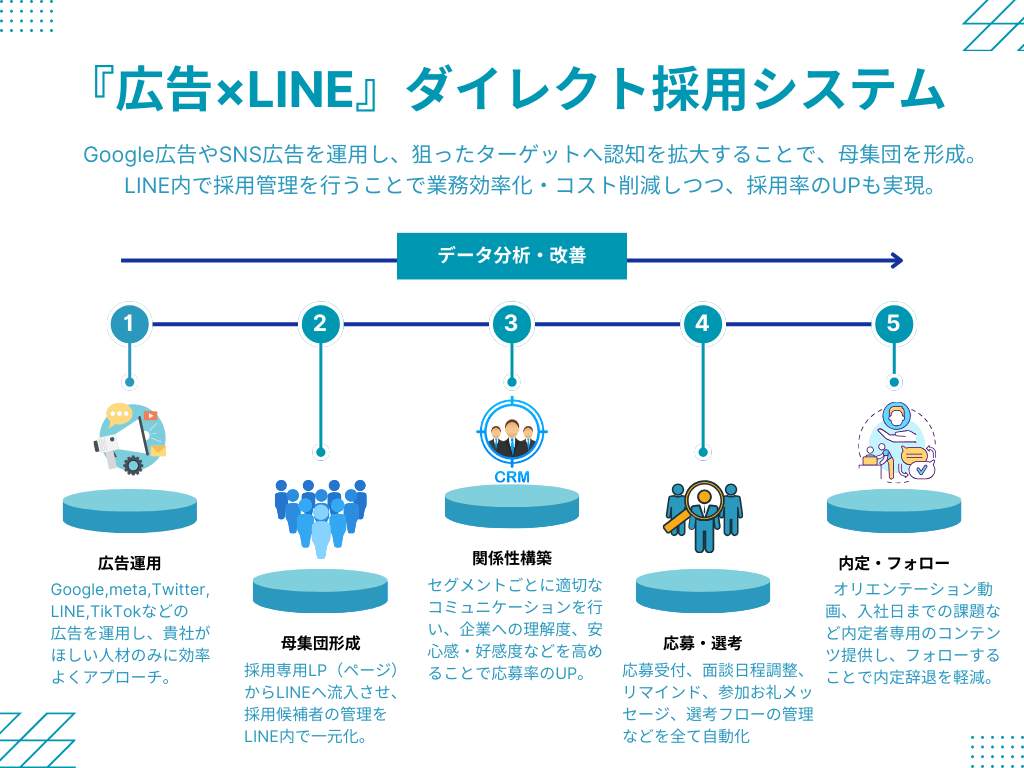 『広告×LINE』ダイレクト採用システム
Google広告やSNS広告を運用し、狙ったターゲットへ認知を拡大することで、母集団を形成。
LINE内で採用管理を行うことで業務効率化・コスト削減しつつ、採用率のUPも実現。
データ分析・改善
1
2
3
4
5
CRM
広告運用
Google,meta,Twitter,
LINE,TikTokなどの
広告を運用し、貴社が
ほしい人材のみに効率
よくアプローチ。
母集団形成
採用専用LP（ページ）
からLINEへ流入させ、
採用候補者の管理を
LINE内で一元化。
関係性構築
セグメントごとに適切な
コミュニケーションを行
い、企業への理解度、安
心感・好感度などを高め
ることで応募率のUP。
応募・選考
応募受付、面談日程調整、
リマインド、参加お礼メッ
セージ、選考フローの管理
などを全て自動化
内定・フォロー
オリエンテーション動
画、入社日までの課題な
ど内定者専用のコンテン
ツ提供し、フォローする
ことで内定辞退を軽減。